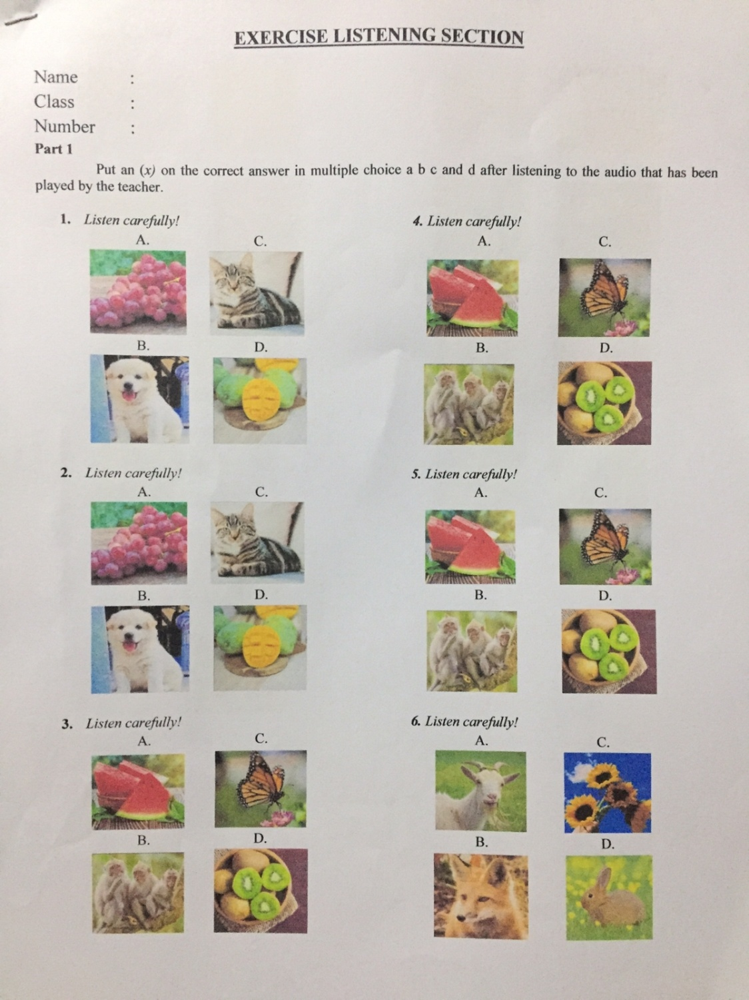 EXERCISE LISTENING SECTION
Name :
Class :
Number :
Part 1
Put an (x) on the correct answer in multiple choice a b c and d after listening to the audio that has been
played by the teacher.
1. Listen carefully!
A. C.
B. D.
2. Listen carefully!
A. C.
B. D.
3. Listen carefully!
A. C.
B. D.
4. Listen carefully!
A. C.
B. D.
5. Listen carefully!
A. C.
B. D.
6. Listen carefully!
A. C.
B. D.